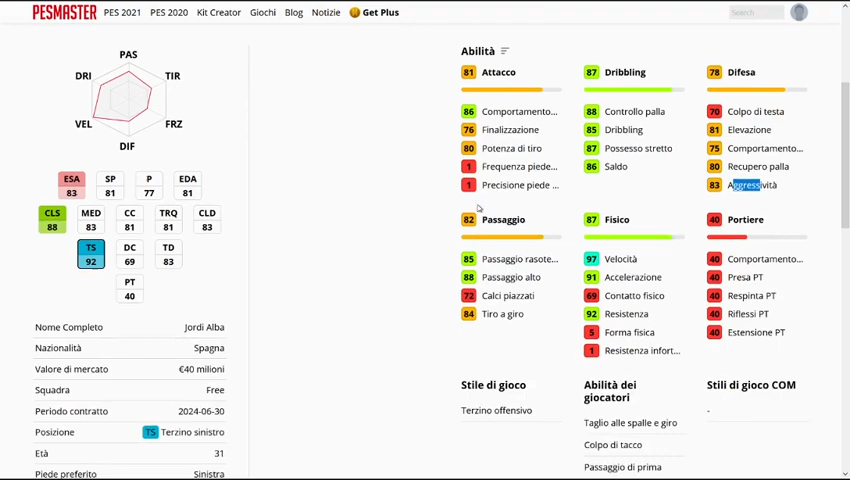 PESMASTER PES 2021 PES 2020 Kit Creator Giochi Blog Notizie Get Plus Search
PAS
DRI TIR
VEL FRZ
DIF
ESA SP P EDA
83 81 77 81
CLS MED CC TRQ CLD
88 83 81 81 83
TS DC TD
92 69 83
PT
40
Nome Completo Jordi Alba
Nazionalità Spagna
Valore di mercato €40 milioni
Squadra Free
Periodo contratto 2024-06-30
Posizione TS Terzino sinistro
Età 31
Piede preferito Sinistra
Abilità
81 Attacco
86 Comportamento...
76 Finalizzazione
80 Potenza di tiro
1 Frequenza piede...
1 Precisione piede ...
87 Dribbling
88 Controllo palla
85 Dribbling
87 Possesso stretto
86 Saldo
78 Difesa
70 Colpo di testa
81 Elevazione
75 Comportamento...
80 Recupero palla
83 Aggressività
82 Passaggio
85 Passaggio rasote...
88 Passaggio alto
72 Calci piazzati
84 Tiro a giro
87 Fisico
97 Velocità
91 Accelerazione
69 Contatto fisico
92 Resistenza
5 Forma fisica
1 Resistenza infort...
40 Portiere
40 Comportamento...
40 Presa PT
40 Respinta PT
40 Riflessi PT
40 Estensione PT
Stile di gioco
Terzino offensivo
Abilità dei
giocatori
Taglio alle spalle e giro
Colpo di tacco
Passaggio di prima
Stili di gioco COM
-